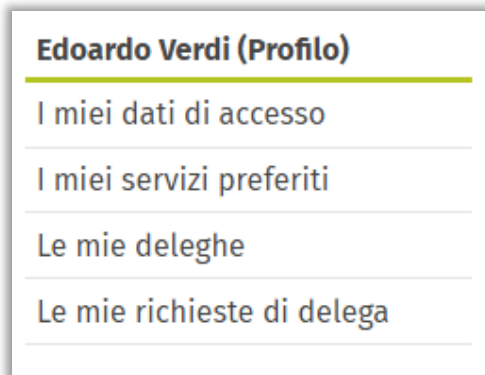 Edoardo Verdi (Profilo)
I miei dati di accesso
I miei servizi preferiti
Le mie deleghe
Le mie richieste di delega